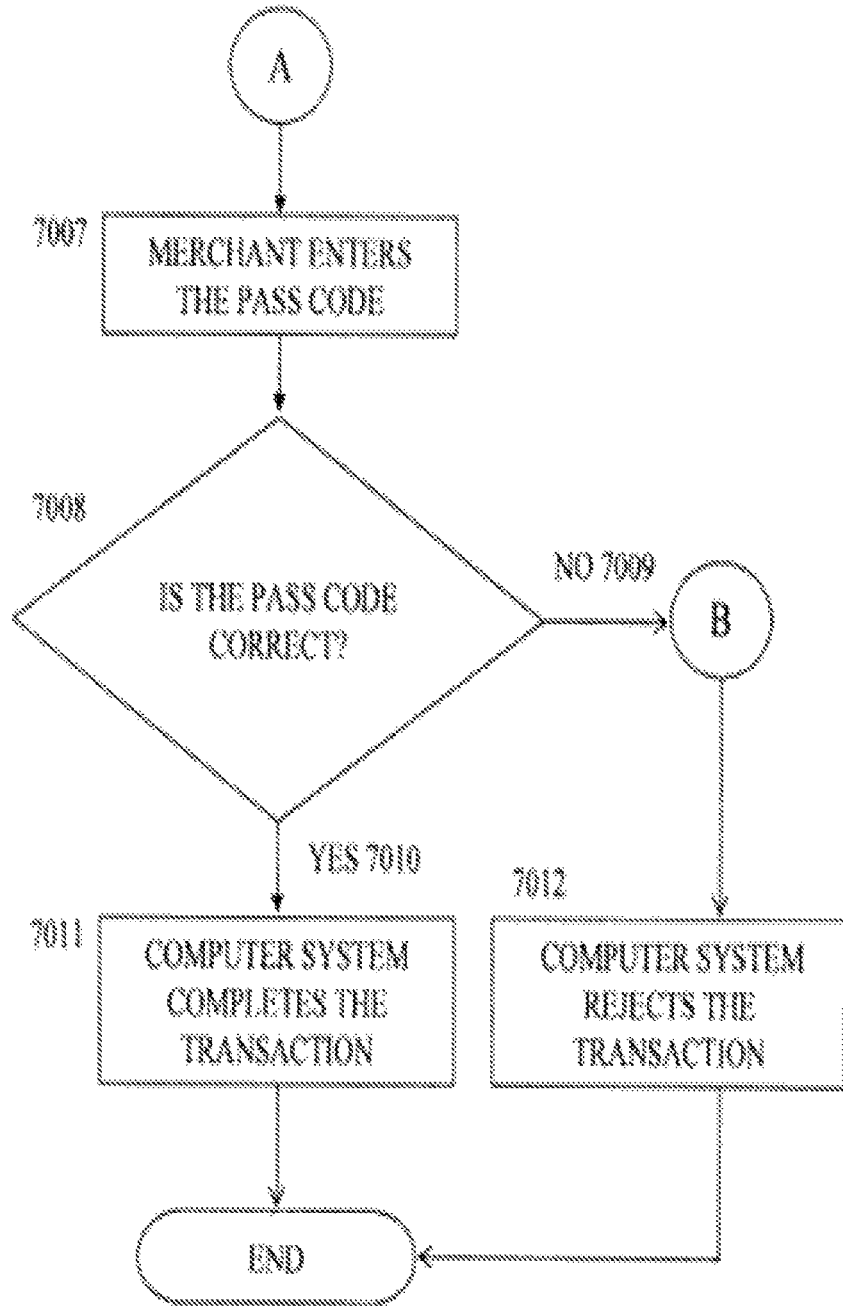 A
7007
MERCHANT ENTERS
THE PASS CODE
7008
IS THE PASS CODE
CORRECT?
NO 7009
B
YES 7010
7011
COMPUTER SYSTEM
COMPLETES THE
TRANSACTION
7012
COMPUTER SYSTEM
REJECTS THE
TRANSACTION
END